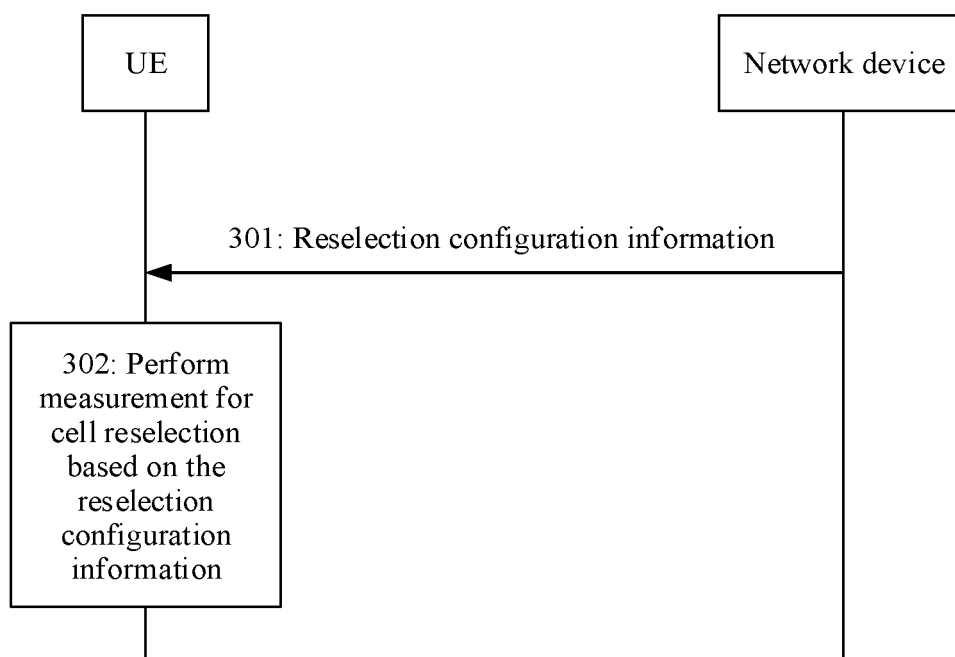 UE
Network device
301: Reselection configuration information
302: Perform
measurement for
cell reselection
based on the
reselection
configuration
information